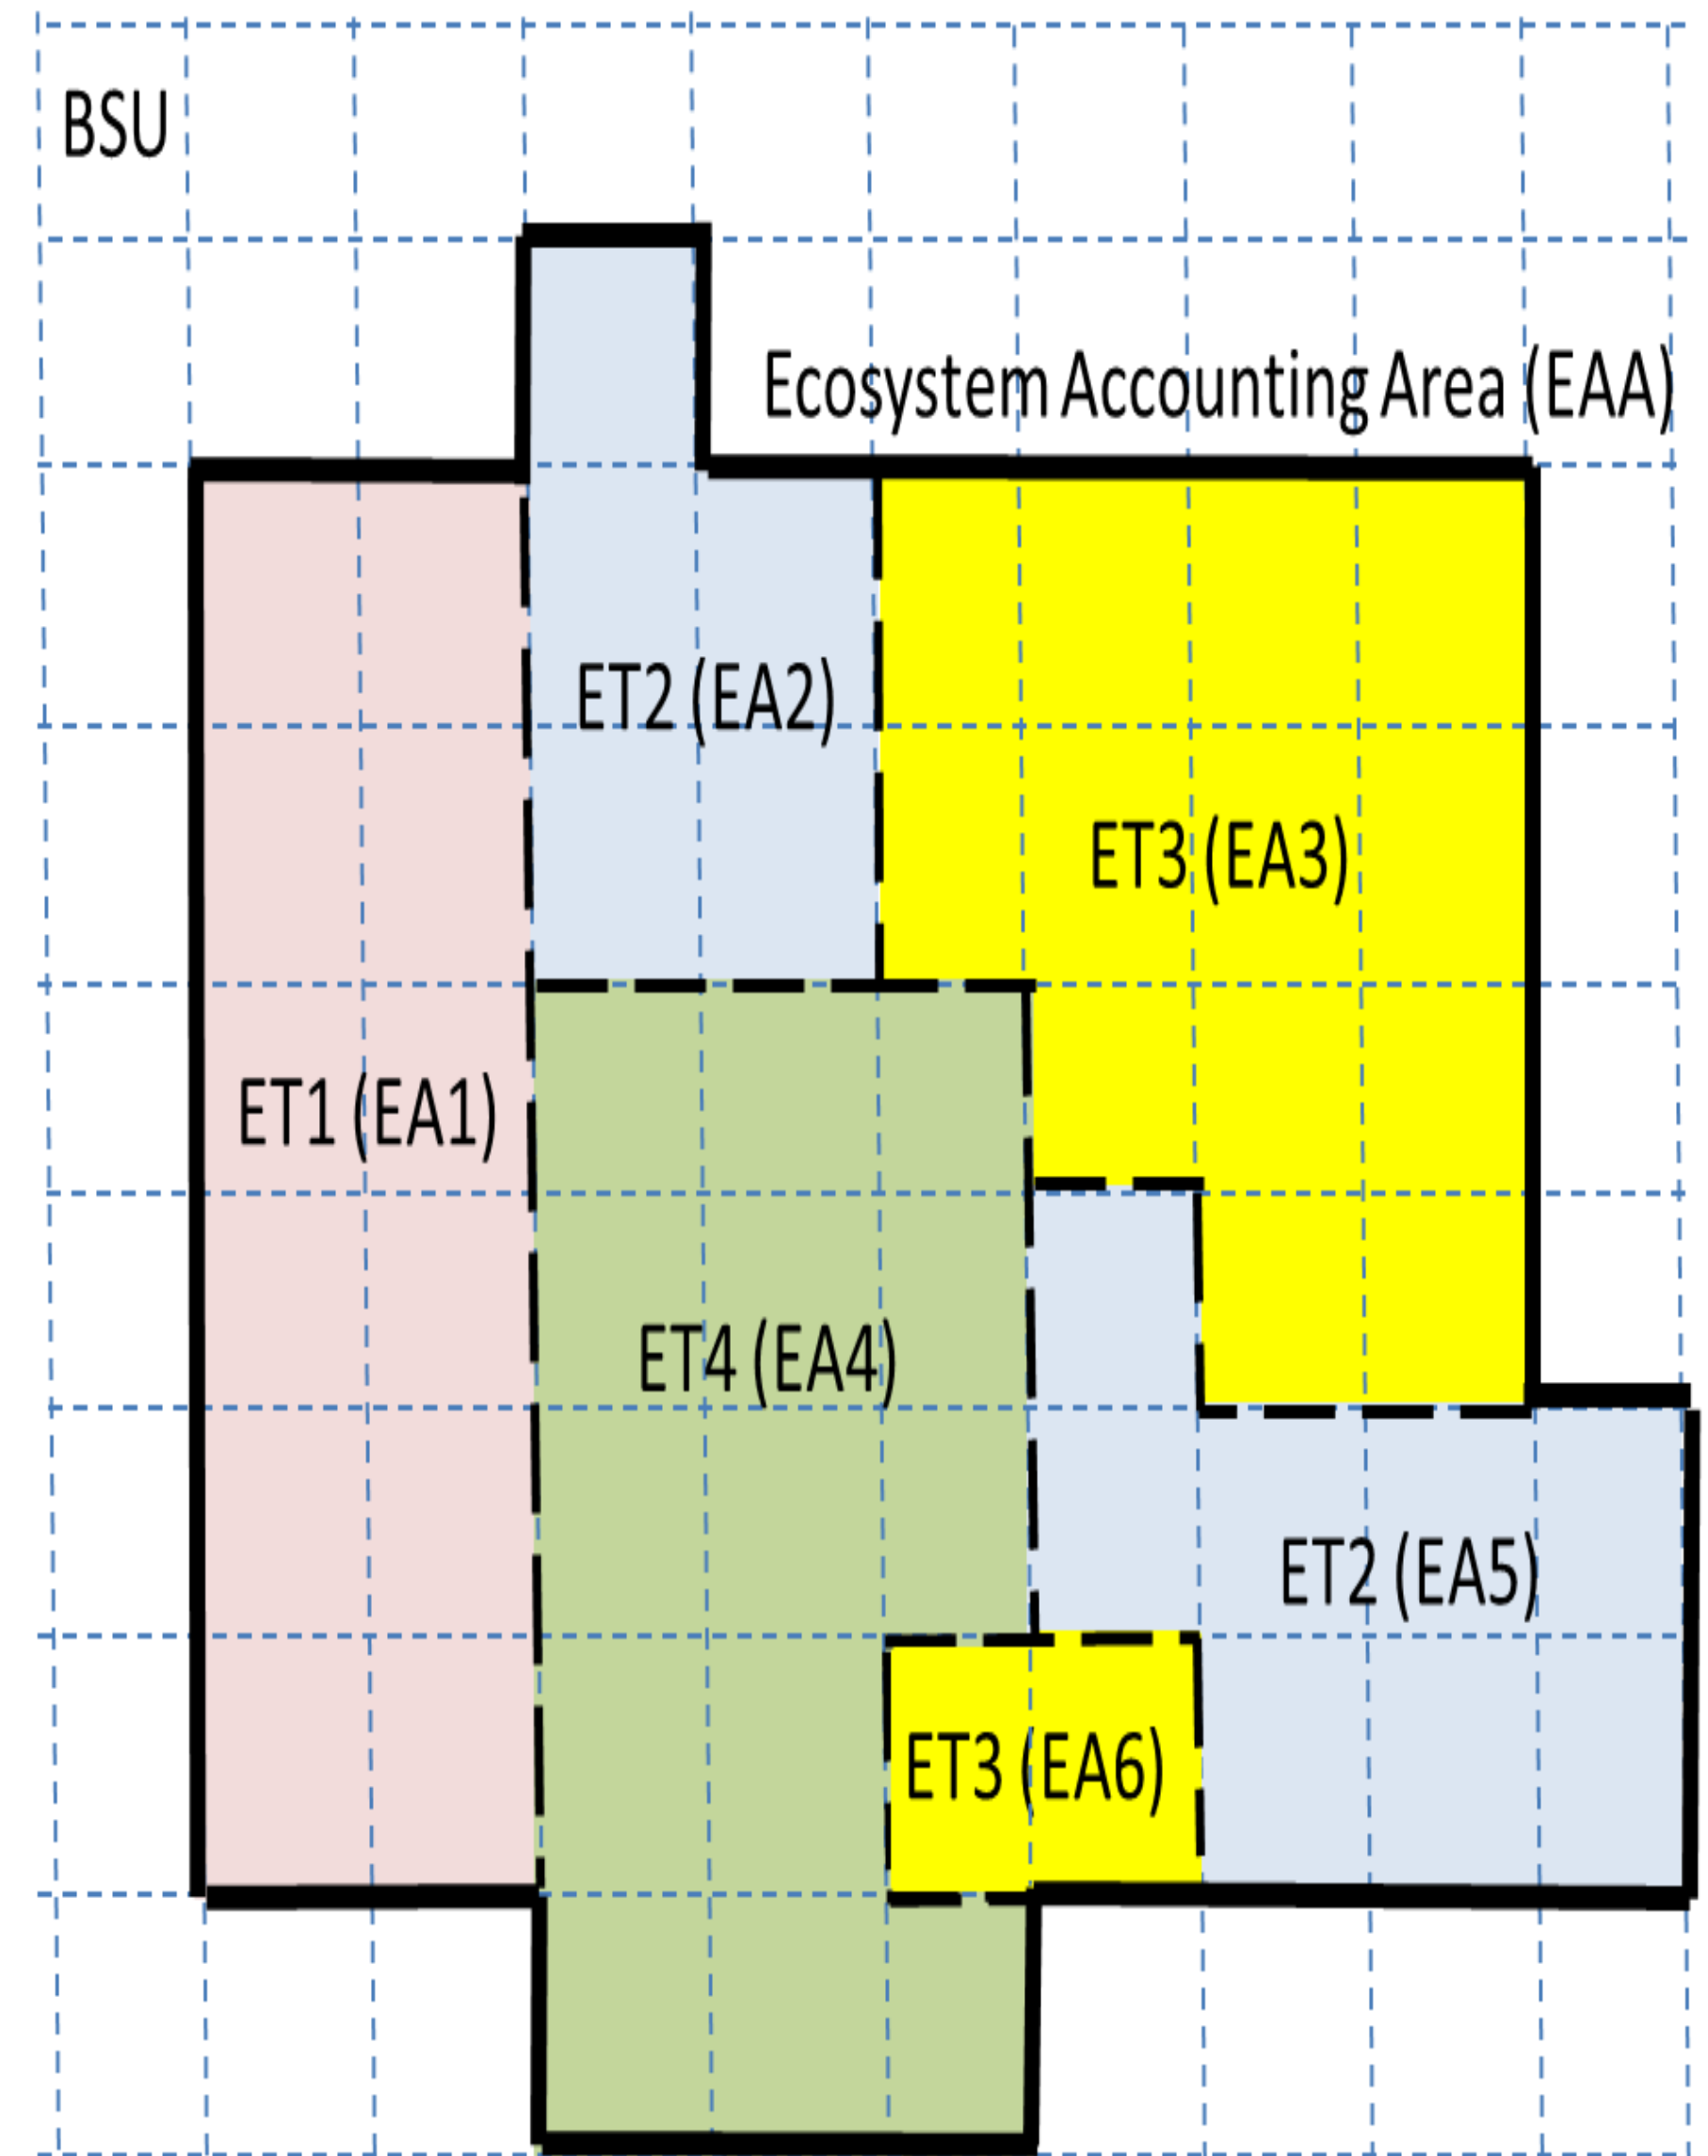 BSU
Ecosystem Accounting Area (EAA)
ET2 (EA2)
ET3 (EA3)
ET1 (EA1)
ET4 (EA4)
ET2 (EA5)
ET3 (EA6)